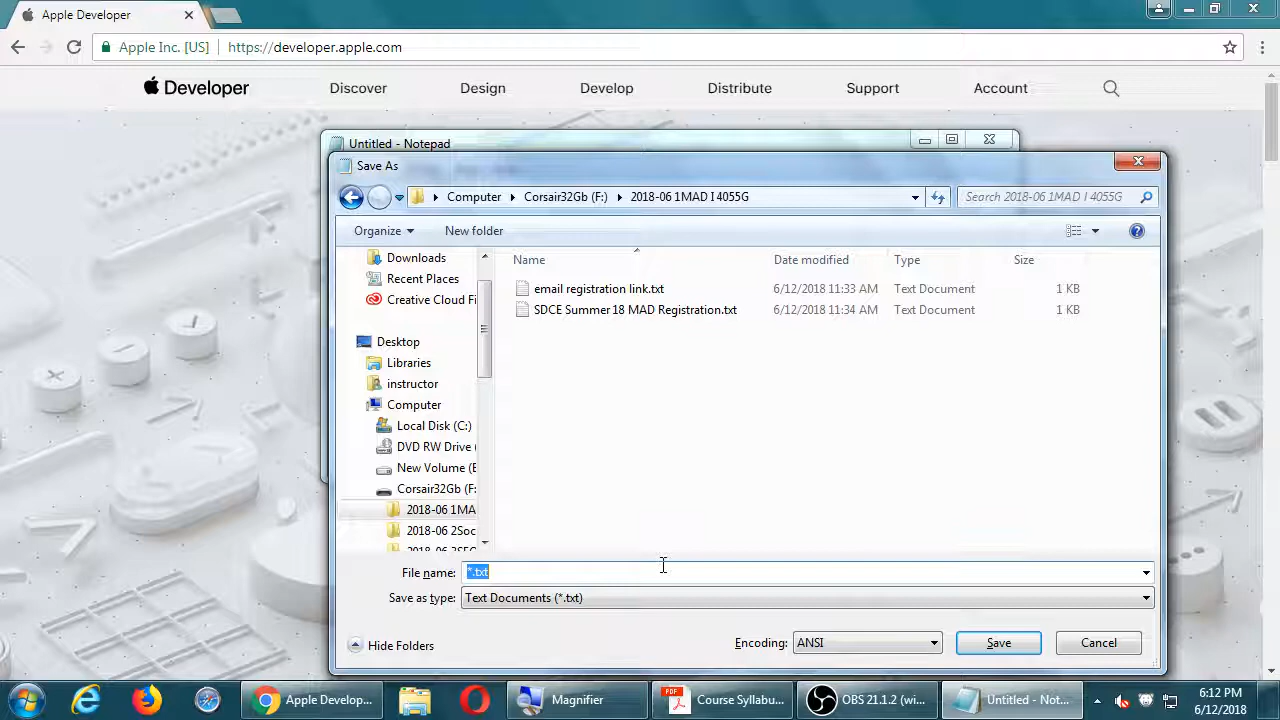 Apple Developer
Apple Inc. [US] https://developer.apple.com
Developer Discover Design Develop Distribute Support Account
Untitled - Notepad
Save As
Computer Corsair32Gb (F:) 2018-06 1MAD I 4055G Search 2018-06 1MAD I 4055G
Organize New folder
Name Date modified Type Size
Downloads
Recent Places
Creative Cloud Fi
Desktop
Libraries
instructor
Computer
Local Disk (C:)
DVD RW Drive (
New Volume (E
Corsair32Gb (F:
2018-06 1MA
2018-06 2Soc
email registration link.txt 6/12/2018 11:33 AM Text Document 1 KB
SDCE Summer 18 MAD Registration.txt 6/12/2018 11:34 AM Text Document 1 KB
File name: *.txt
Save as type: Text Documents (*.txt)
Hide Folders Encoding: ANSI Save Cancel
Apple Develop... Magnifier PDF Course Syllabu... OBS 21.1.2 (wi... Untitled - Not... 6:12 PM
6/12/2018